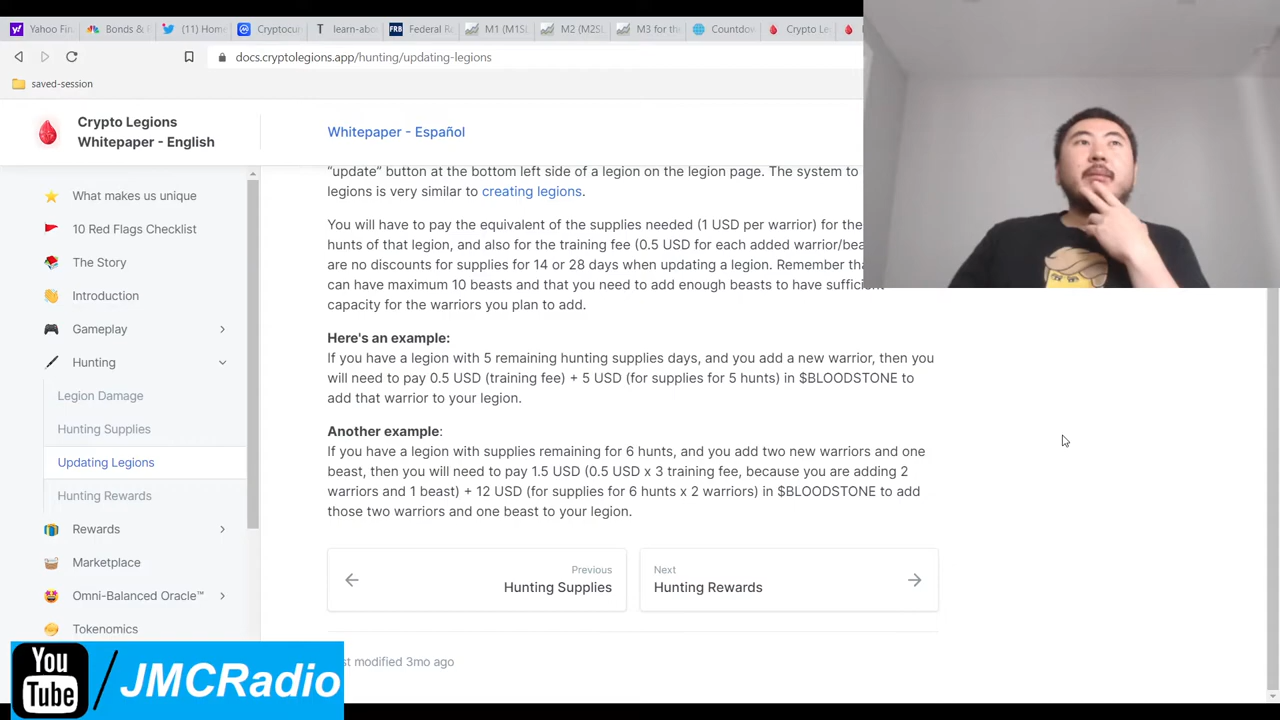 Yahoo Fin
Bonds &
(11) Home
Cryptocur
learn-abo
Federal Re
M1 (M1SL
M2 (M2SL
M3 for the
Countdow
Crypto Le
docs.cryptolegions.app/hunting/updating-legions
saved-session
Crypto Legions
Whitepaper - English
Whitepaper - Español
What makes us unique
10 Red Flags Checklist
The Story
Introduction
Gameplay
Hunting
Legion Damage
Hunting Supplies
Updating Legions
Hunting Rewards
Rewards
Marketplace
Omni-Balanced Oracle™
Tokenomics
"update" button at the bottom left side of a legion on the legion page. The system to
legions is very similar to creating legions.
You will have to pay the equivalent of the supplies needed (1 USD per warrior) for the
hunts of that legion, and also for the training fee (0.5 USD for each added warrior/bea
are no discounts for supplies for 14 or 28 days when updating a legion. Remember tha
can have maximum 10 beasts and that you need to add enough beasts to have sufficient
capacity for the warriors you plan to add.
Here's an example:
If you have a legion with 5 remaining hunting supplies days, and you add a new warrior, then you
will need to pay 0.5 USD (training fee) + 5 USD (for supplies for 5 hunts) in $BLOODSTONE to
add that warrior to your legion.
Another example:
If you have a legion with supplies remaining for 6 hunts, and you add two new warriors and one
beast, then you will need to pay 1.5 USD (0.5 USD x 3 training fee, because you are adding 2
warriors and 1 beast) + 12 USD (for supplies for 6 hunts x 2 warriors) in $BLOODSTONE to add
those two warriors and one beast to your legion.
Previous
Hunting Supplies
Next
Hunting Rewards
st modified 3mo ago
You
Tube
/JMCRadio